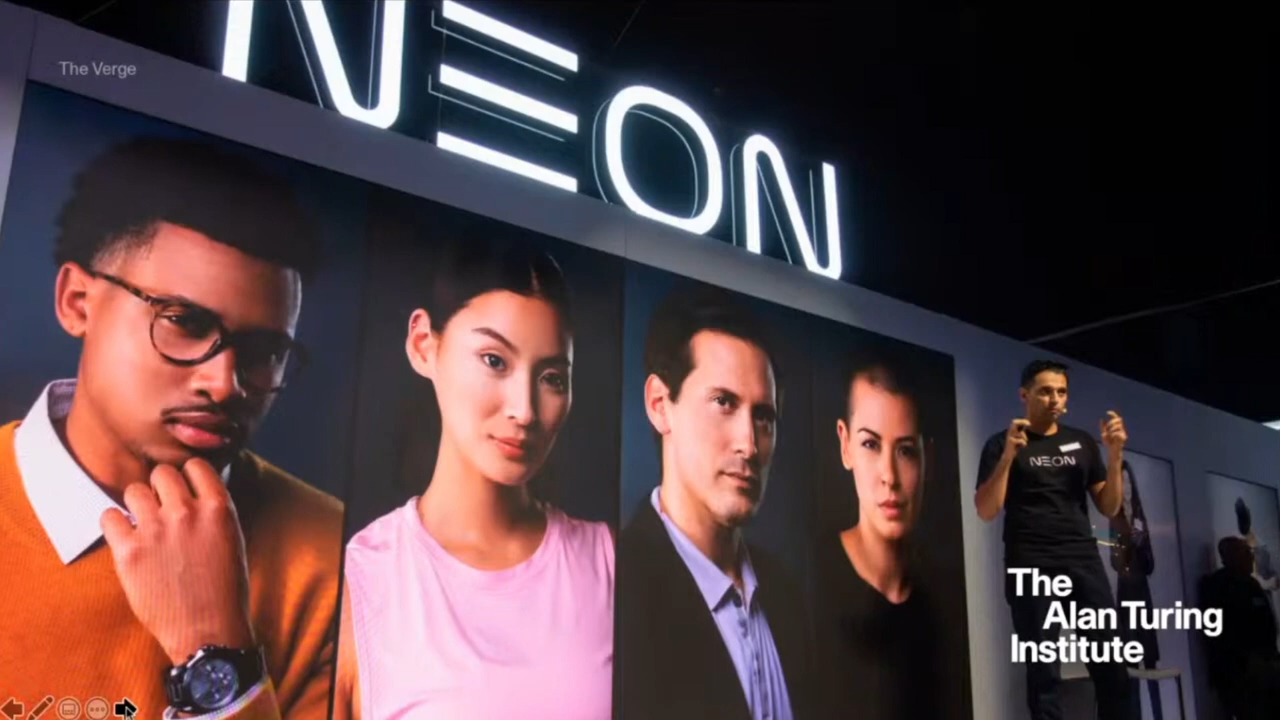 The Verge
NEON
NEON
The
Alan Turing
Institute